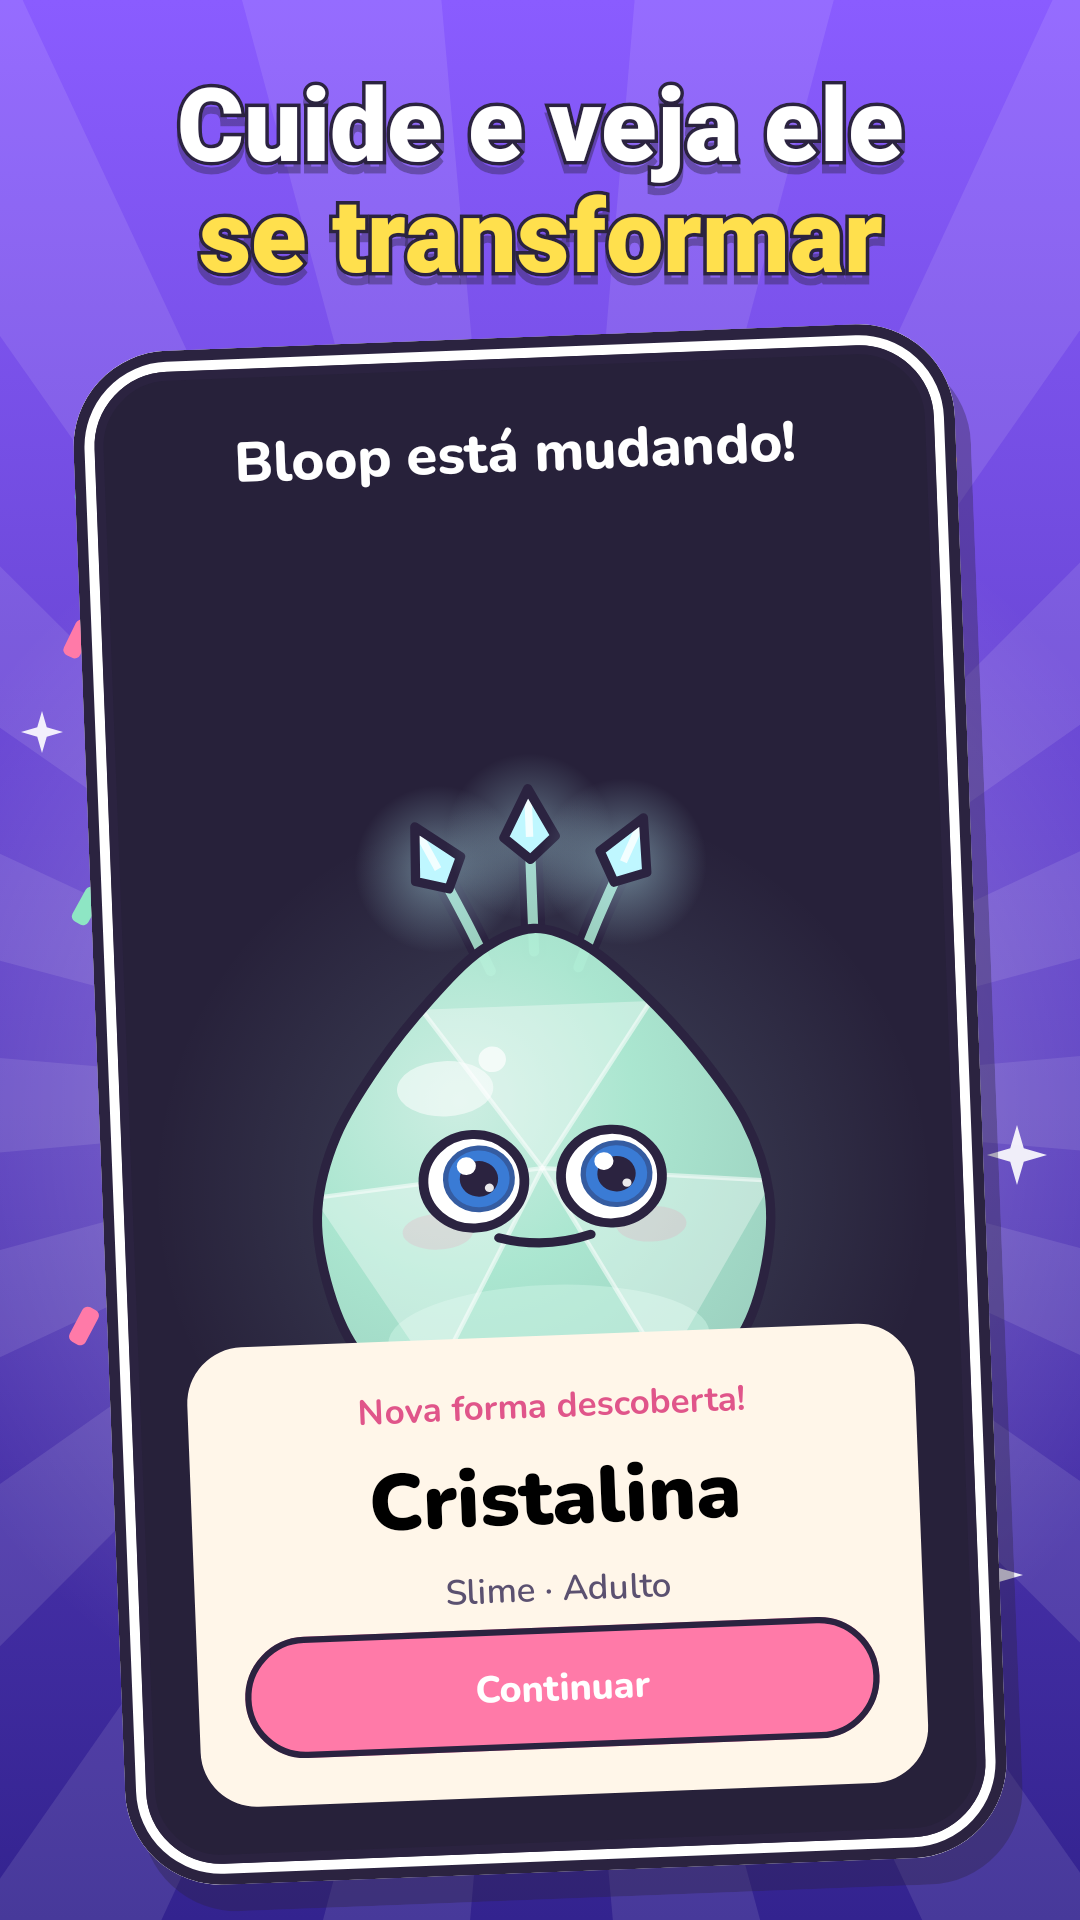 Cuide e veja ele
se transformar
Bloop está mudando!
Nova forma descoberta!
Cristalina
Slime · Adulto
Continuar